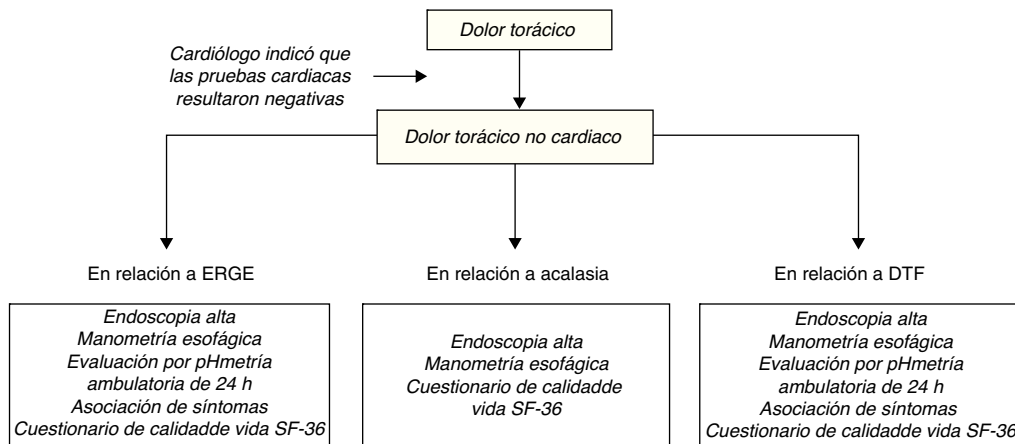 Dolor torácico
Cardiólogo indicó que
las pruebas cardiacas
resultaron negativas
Dolor torácico no cardiaco
En relación a ERGE
Endoscopia alta
Manometría esofágica
Evaluación por pHmetría
ambulatoria de 24 h
Asociación de síntomas
Cuestionario de calidadde vida SF-36
En relación a acalasia
Endoscopia alta
Manometría esofágica
Cuestionario de calidadde
vida SF-36
En relación a DTF
Endoscopia alta
Manometría esofágica
Evaluación por pHmetría
ambulatoria de 24 h
Asociación de síntomas
Cuestionario de calidadde vida SF-36